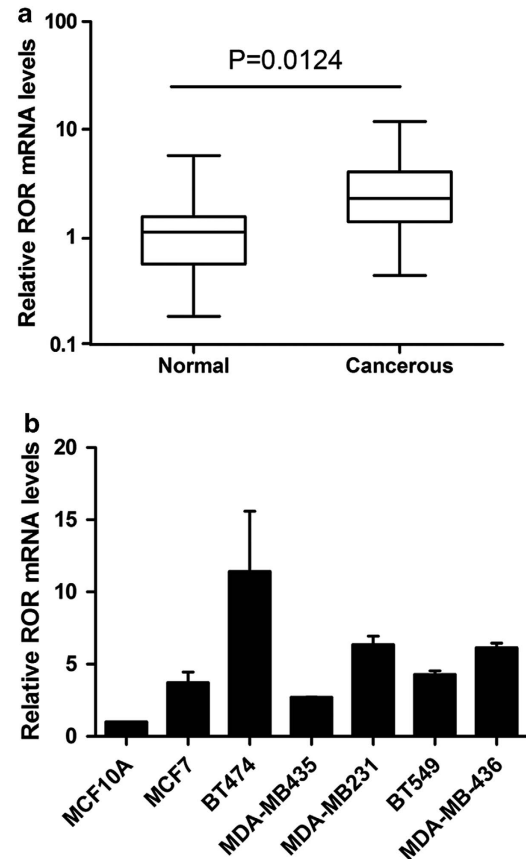 a
Relative ROR mRNA levels
100
10
1
0.1
P=0.0124
Normal
Cancerous
b
Relative ROR mRNA levels
20
15
10
5
0
MCF10A
MCF7
BT474
MDA-MB435
MDA-MB231
BT549
MDA-MB-436